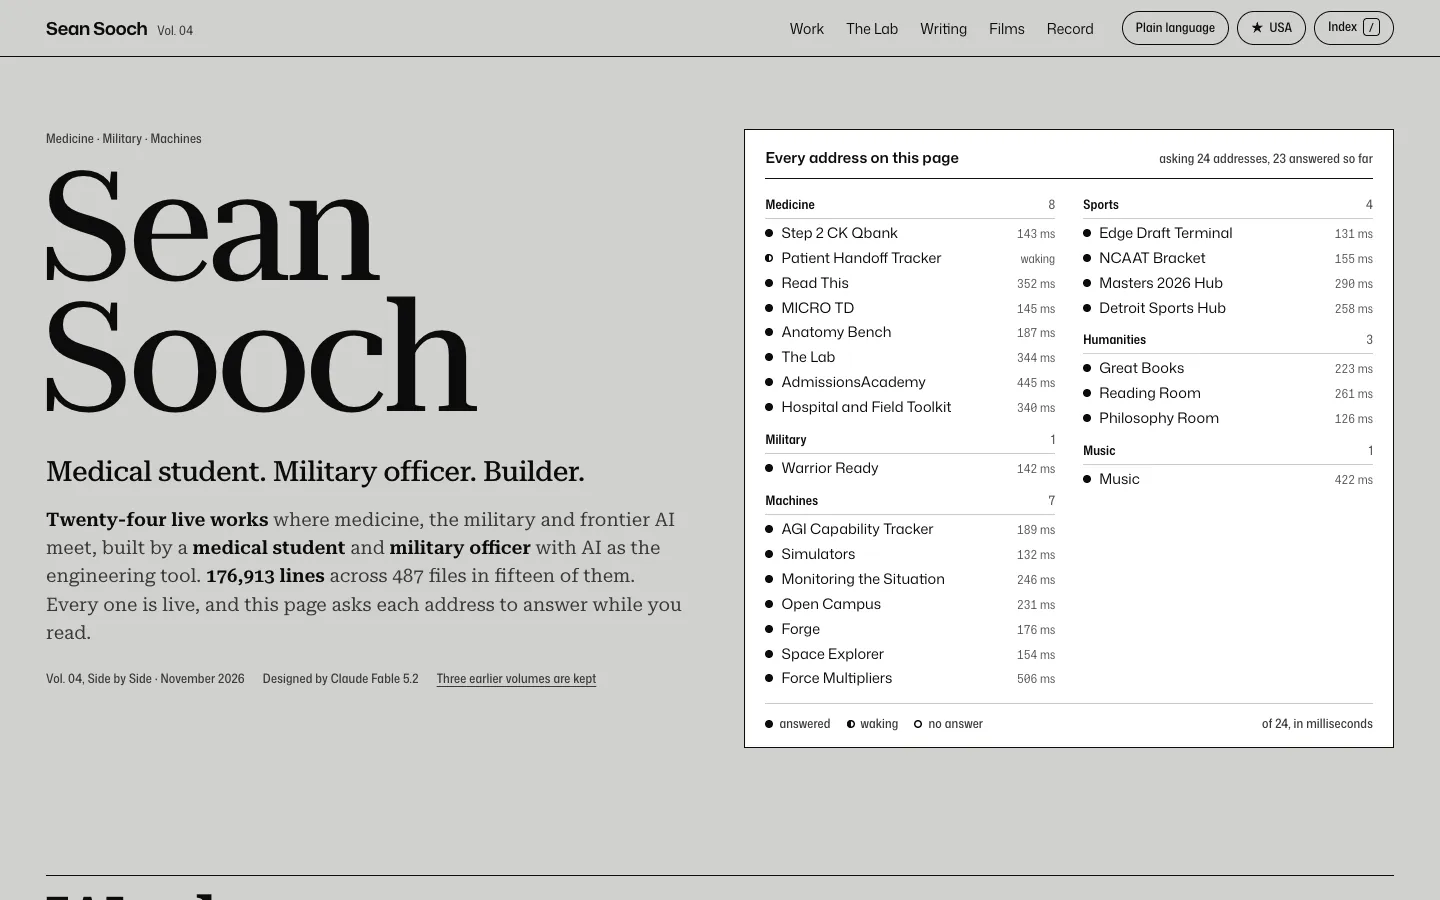 Sean Sooch Vol. 04
Work The Lab Writing Films Record Plain language ★ USA Index /
Medicine · Military · Machines
Sean
Sooch
Medical student. Military officer. Builder.
Twenty-four live works where medicine, the military and frontier AI
meet, built by a medical student and military officer with AI as the
engineering tool. 176,913 lines across 487 files in fifteen of them.
Every one is live, and this page asks each address to answer while you
read.
Vol. 04, Side by Side · November 2026 Designed by Claude Fable 5.2 Three earlier volumes are kept
Every address on this page asking 24 addresses, 23 answered so far
Medicine 8
Step 2 CK Qbank 143 ms
Patient Handoff Tracker waking
Read This 352 ms
MICRO TD 145 ms
Anatomy Bench 187 ms
The Lab 344 ms
AdmissionsAcademy 445 ms
Hospital and Field Toolkit 340 ms
Military 1
Warrior Ready 142 ms
Machines 7
AGI Capability Tracker 189 ms
Simulators 132 ms
Monitoring the Situation 246 ms
Open Campus 231 ms
Forge 176 ms
Space Explorer 154 ms
Force Multipliers 506 ms
Sports 4
Edge Draft Terminal 131 ms
NCAAT Bracket 155 ms
Masters 2026 Hub 290 ms
Detroit Sports Hub 258 ms
Humanities 3
Great Books 223 ms
Reading Room 261 ms
Philosophy Room 126 ms
Music 1
Music 422 ms
answered waking no answer of 24, in milliseconds